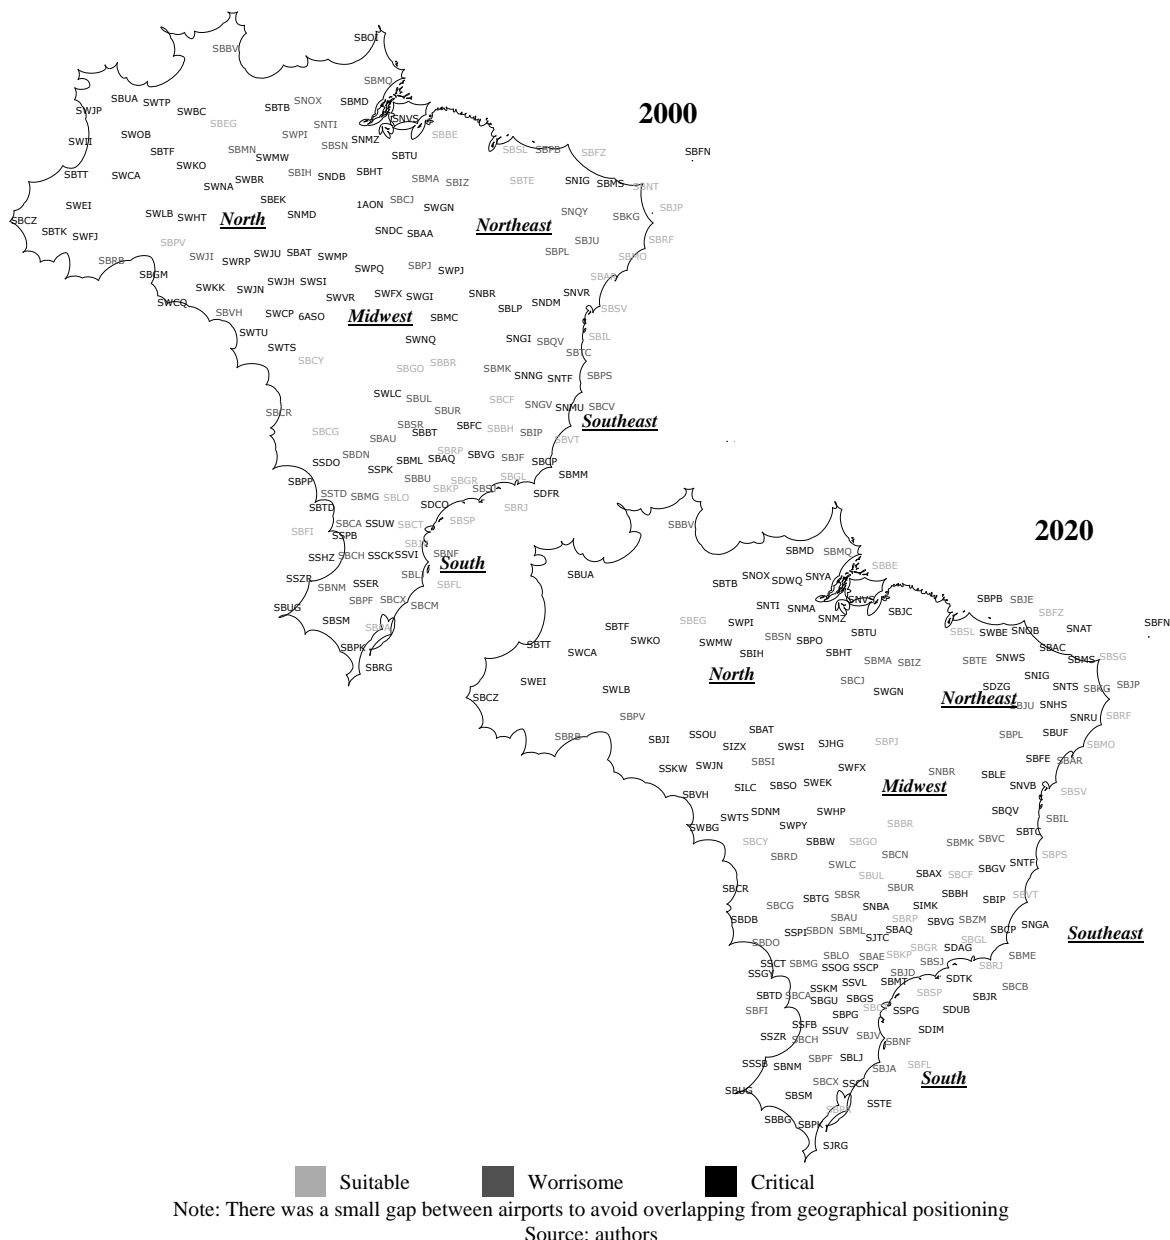 SBOI
SBBV
SBMQ
SBUA SWTP SWBC SBTB SNOX SBMD
SWJP
2000
SNVS
SBEG SNTI
SWII SWOB SWPI SNMZ SBBE
SBTF SBMN SWMW SBSN SBTU SBSL SBPB SBFZ SBFN
SBTT SWCA SWKO SWNA SWBR SBIH SNDB SBHT SBMA SBIZ SBTE SNIG SBMS SBNT
SWEI SBEK 1AON SBCJ SWGN SBJP
SBCZ SWLB SWHT North SNMD Northeast SNQY SBKG
SBTK SWFJ SBPV SNDC SBAA SBJU SBRF
SBRB SWJI SWRP SWJU SBAT SWMP SBPL SBMO
SBGM SWPQ SBPJ SWPJ SBAR
SWCQ SWKK SWJN SWJH SWSI SWVR SWFX SWGI SNBR SNDM SNVR
SBVH SWCP 6ASO Midwest SBMC SBLP SBSV
SWTU SWTS SWNQ SNGI SBQV SBIL
SBCY SBGO SBBR SBMK SBTC
SNNG SNTF SBPS
SWLC SBUL SBCF SNGV SNMU SBCV
SBCR SBUR Southeast
SBCG SBSR SBBT SBFC SBBH SBIP SBVT
SBAU
SBDN SBML SBAQ SBRP SBVG SBJF SBCP
SSDO SSPK SBMM
SBPP SBBU SBGR SBGL
SSTD SBMG SBLO SBKP SBSJ SDFR
SBTD SDCO SBRJ
SBCA SSUW SBCT SBSP SBBV
SBFI SSPB 2020
SSHZ SBCH SSCK SSVI SBNF South SBMD SBMQ
SSZR SBNM SSER SBLJ SBFL SBUA SBTB SNOX SDWQ SNYA SBBE
SBUG SBPF SBCX SBCM SNTI SNMA SNVS SBJC SBPB SBJE
SBSM SBPA SBTF SBEG SWPI SNMZ SBFZ SBFN
SBPK SBTT SWKO SWMW SBSN SBPO SBTU SBSL SWBE SNOB SNAT
SBRG SWCA SBIH SBHT SBMA SBIZ SBTE SNWS SBAC SBMS SBSG
SWEI North SBCJ SNIG
SBCZ SWLB SWGN Northeast SDZG SNTS SBKG SBJP
SBJU SNHS
SBPV SNRU SBRF
SBRB SBJI SSOU SBAT SBPL SBUF
SIZX SWSI SJHG SBPJ SBMO
SSKW SWJN SBSI SWFX SNBR SBLE SBFE SBAR
SBVH SILC SBSO SWEK Midwest SNVB SBSV
SWTS SDNM SWHP SBQV SBIL
SWBG SWPY SBBR SBTC
SBCY SBBW SBGO SBMK SBVC
SBRD SWLC SBCN SBPS
SBUL SBAX SBCF SBGV SNTF
SBCR SBTG SBSR SBUR SBBH SBIP SBVT
SBCG SNBA SIMK
SBDB SBAU SBRP SBVG SBZM SNGA
SSPI SBDN SBML SJTC SBAQ SBCP Southeast
SBDO SBGR SDAG SBGL
SSCT SBMG SBLO SBAE SBKP SBSJ SBRJ SBME
SSGY SSOG SSCP SBJD SDTK
SSKM SSVL SBMT SBSP SBCB
SBTD SBCA SBGU SBGS SBJR
SBFI SBPG SSPG SDUB
SSFB SSUV SDIM
SSZR SBCH SBJV SBNF
SSSB SBNM SBPF SBLJ SBJA SBFL
SBUG SBCX SSCN South
SBSM SBPA SSTE
SBBG SBPK
SJRG
Suitable Worrisome Critical
Note: There was a small gap between airports to avoid overlapping from geographical positioning
Source: authors